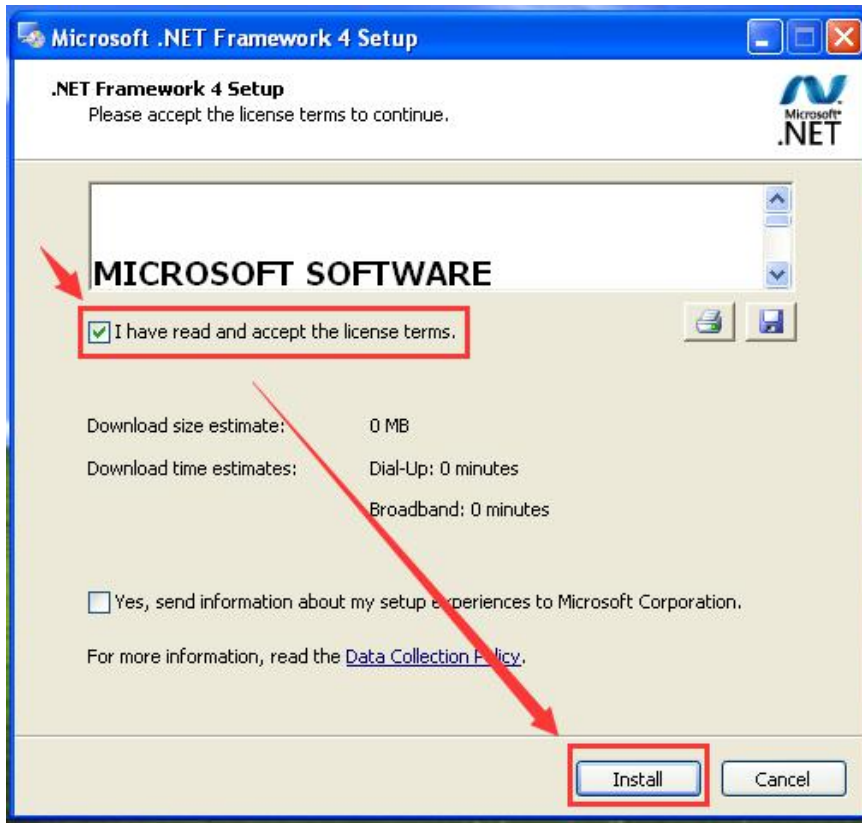 Microsoft .NET Framework 4 Setup
.NET Framework 4 Setup
Please accept the license terms to continue.
Microsoft
.NET
MICROSOFT SOFTWARE
I have read and accept the license terms.
Download size estimate: 0 MB
Download time estimates: Dial-Up: 0 minutes
Broadband: 0 minutes
Yes, send information about my setup experiences to Microsoft Corporation.
For more information, read the Data Collection Policy.
Install Cancel